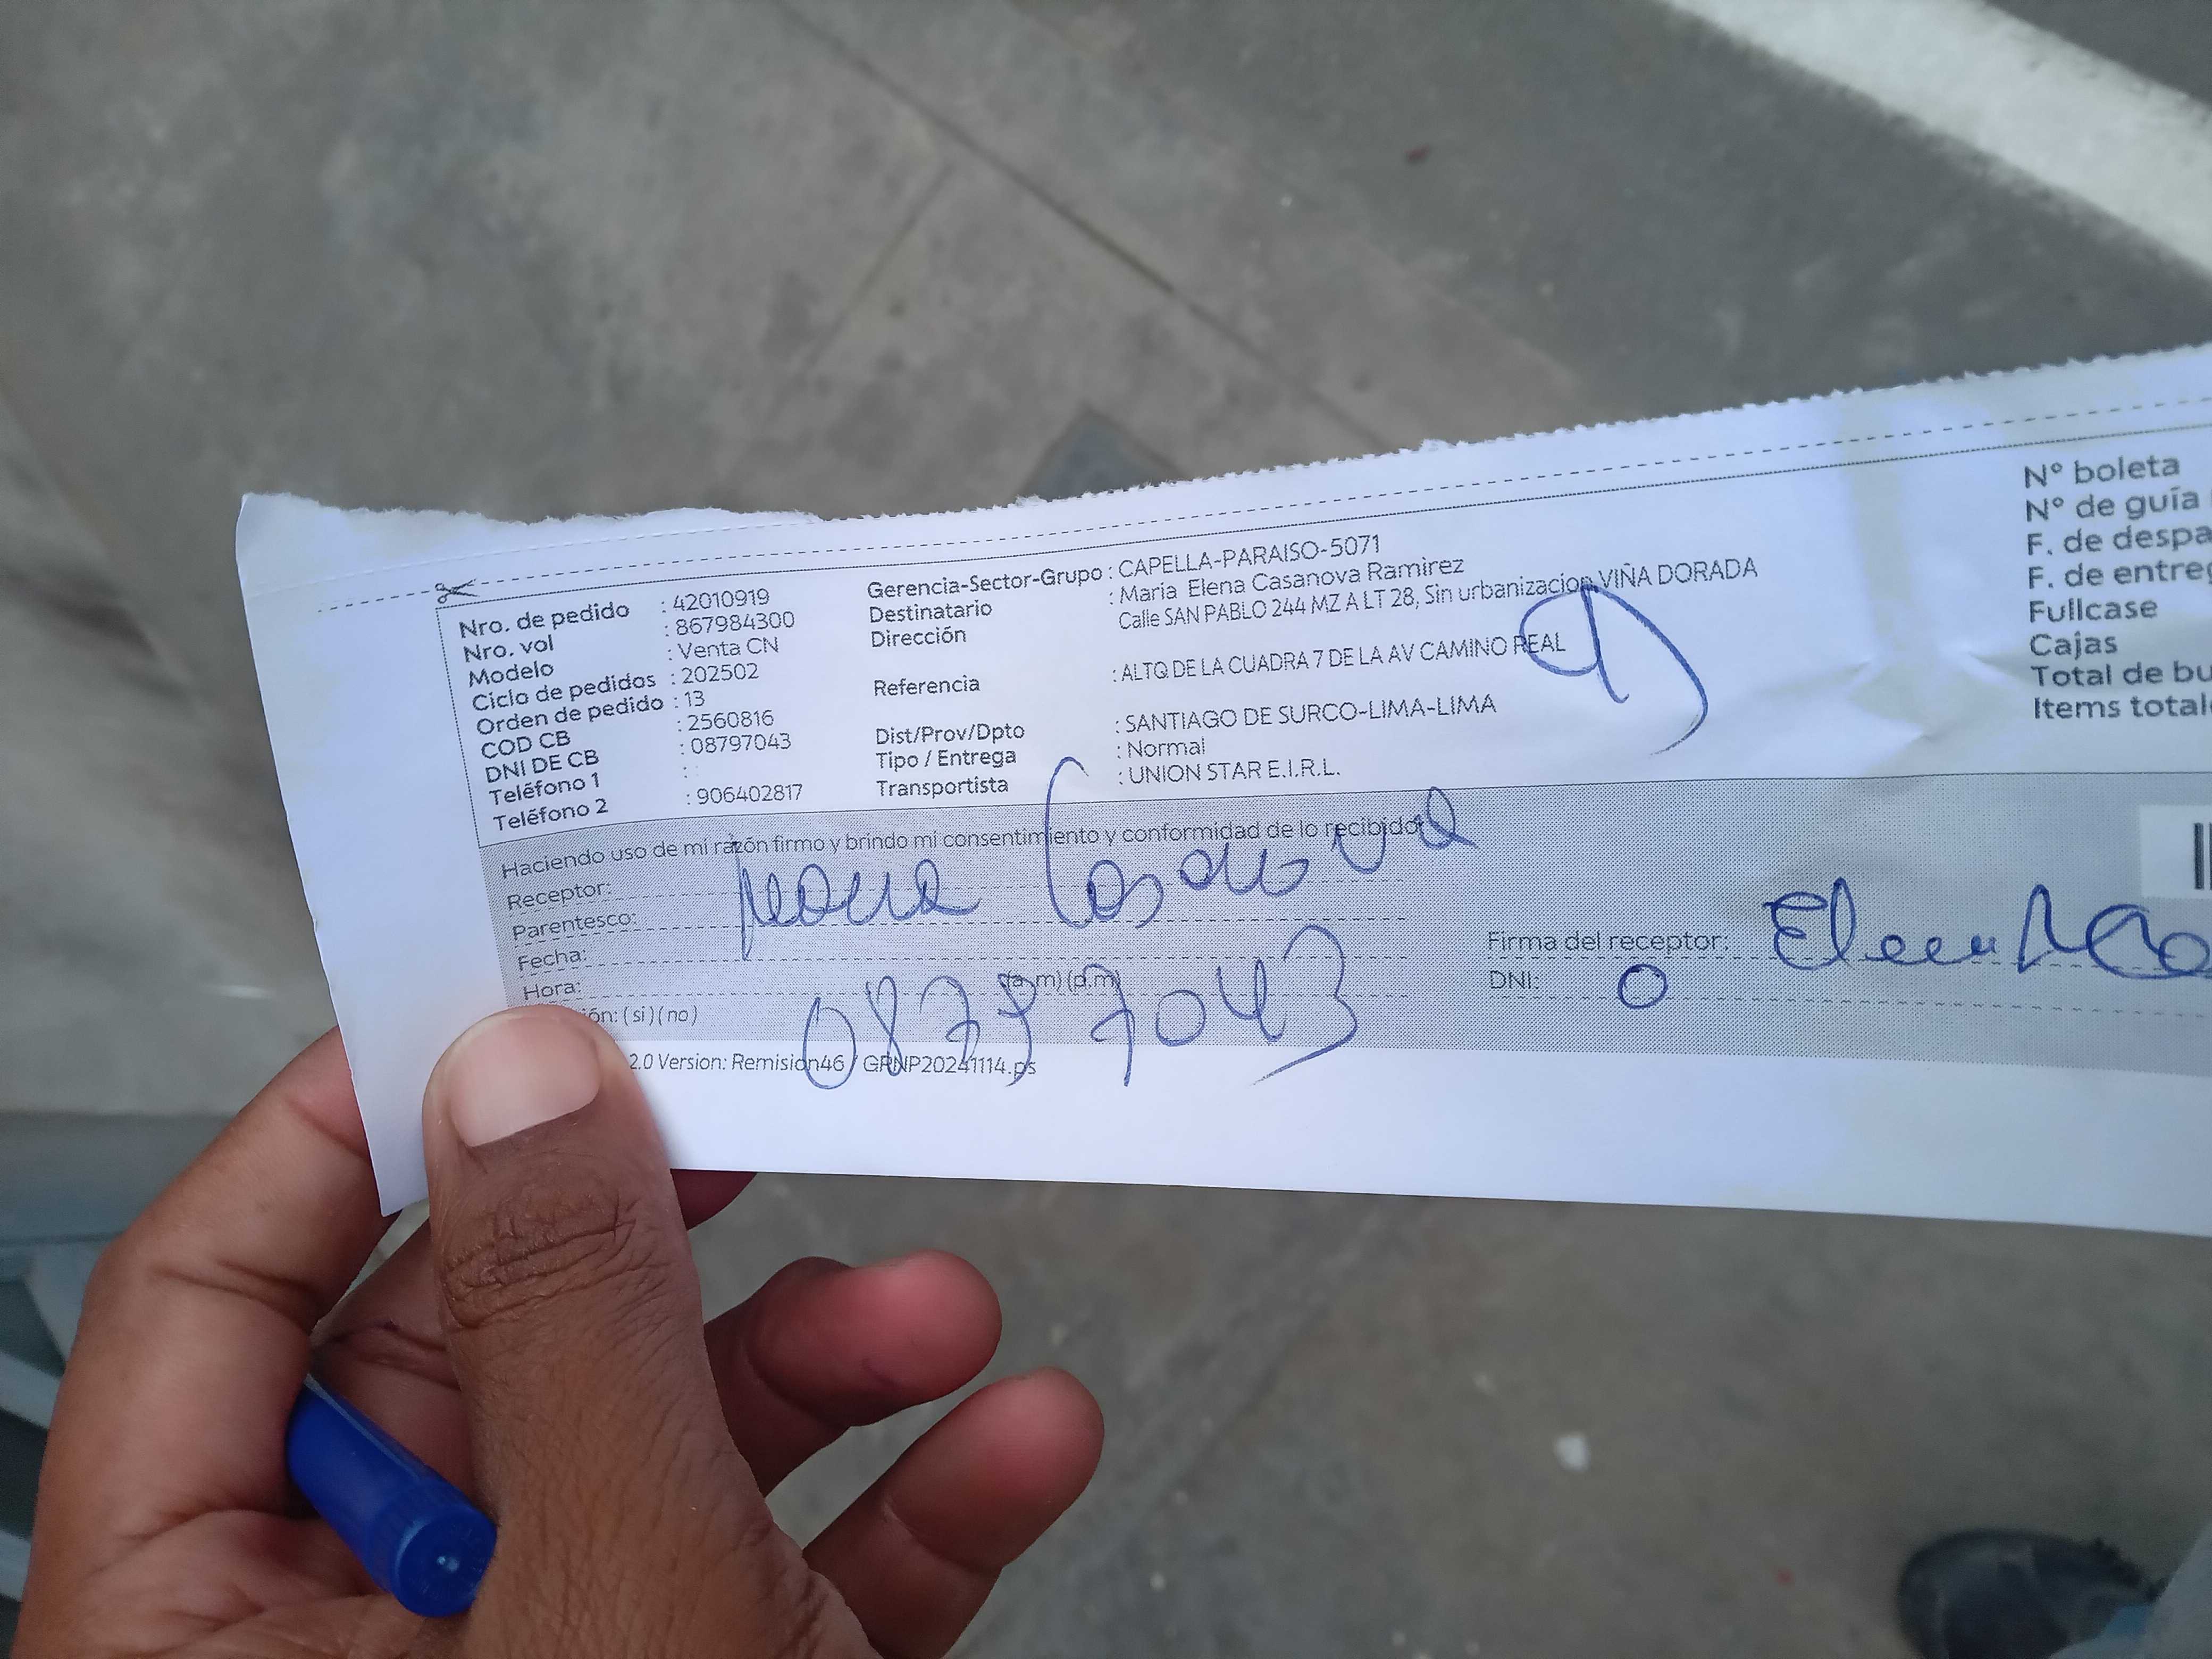 Nro. de pedido : 42010919
Nro. vol : 867984300
Modelo : Venta CN
Ciclo de pedidos : 202502
Orden de pedido : 13
COD CB : 2560816
DNI DE CB : 08797043
Teléfono 1 :
Teléfono 2 : 906402817
Gerencia-Sector-Grupo : CAPELLA-PARAISO-5071
Destinatario : Maria Elena Casanova Ramirez
Dirección Calle SAN PABLO 244 MZ A LT 28, Sin urbanizacion VIÑA DORADA
Referencia : ALTO DE LA CUADRA 7 DE LA AV CAMINO REAL
Dist/Prov/Dpto : SANTIAGO DE SURCO-LIMA-LIMA
Tipo / Entrega : Normal
Transportista : UNION STAR E.I.R.L.
N° boleta
N° de guía
F. de despa
F. de entreg
Fullcase
Cajas
Total de bu
Items total
Haciendo uso de mi razón firmo y brindo mi consentimiento y conformidad de lo recibido
Receptor:
Maria Casanova
Parentesco:
Fecha:
Hora: (a.m) (p.m)
08797043
ón: ( si ) ( no )
Firma del receptor: Elena
DNI: 0
2.0 Version: Remision46 / GRNP20241114.ps